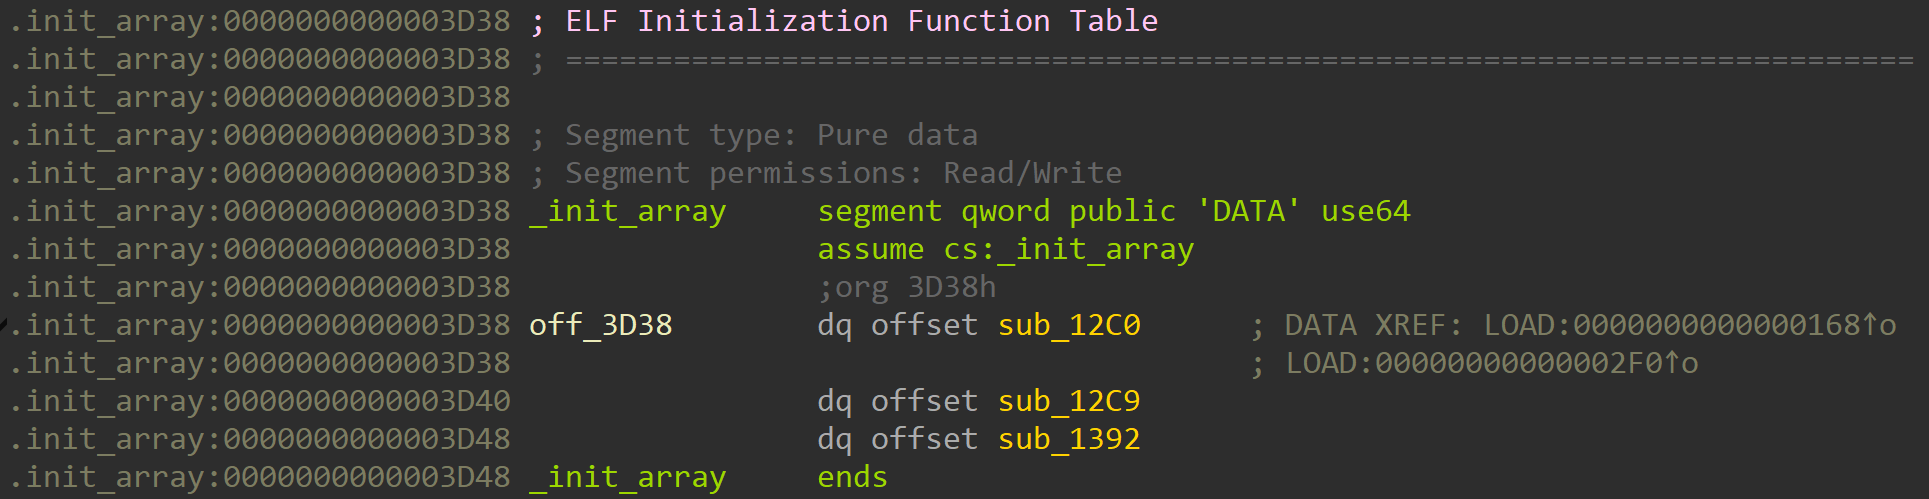 .init_array:0000000000003D38 ; ELF Initialization Function Table
.init_array:0000000000003D38 ; ===========================================================================
.init_array:0000000000003D38
.init_array:0000000000003D38 ; Segment type: Pure data
.init_array:0000000000003D38 ; Segment permissions: Read/Write
.init_array:0000000000003D38 _init_array     segment qword public 'DATA' use64
.init_array:0000000000003D38                 assume cs:_init_array
.init_array:0000000000003D38                 ;org 3D38h
.init_array:0000000000003D38 off_3D38        dq offset sub_12C0      ; DATA XREF: LOAD:0000000000000168↑o
.init_array:0000000000003D38                                         ; LOAD:00000000000002F0↑o
.init_array:0000000000003D40                 dq offset sub_12C9
.init_array:0000000000003D48                 dq offset sub_1392
.init_array:0000000000003D48 _init_array     ends